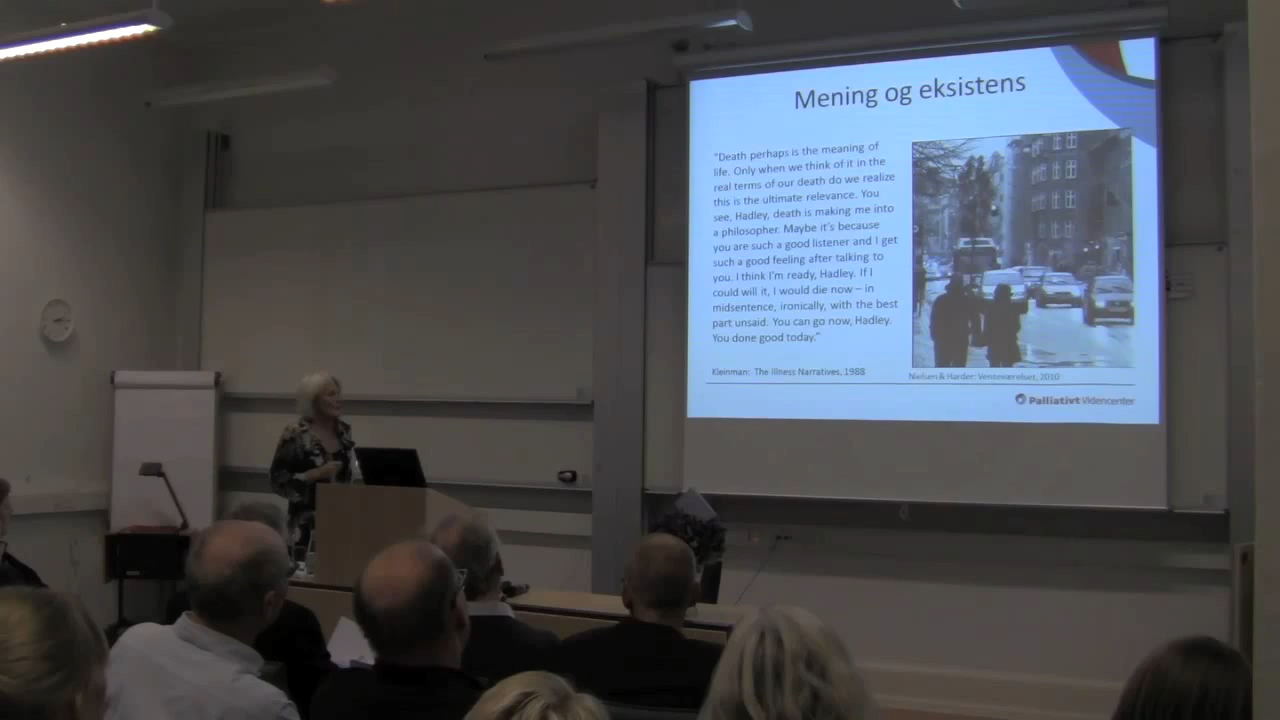 Mening og eksistens
"Death perhaps is the meaning of
life. Only when we think of it in the
real terms of our death do we realize
this is the ultimate relevance. You
see, Hadley, death is making me into
a philosopher. Maybe it's because
you are such a good listener and I get
such a good feeling after talking to
you. I think I'm ready, Hadley. If I
could will it, I would die now – in
midsentence, ironically, with the best
part unsaid. You can go now, Hadley.
You done good today."
Kleinman: The Illness Narratives, 1988
Nielsen & Harder: Venteværelset, 2010
Palliativt Videncenter